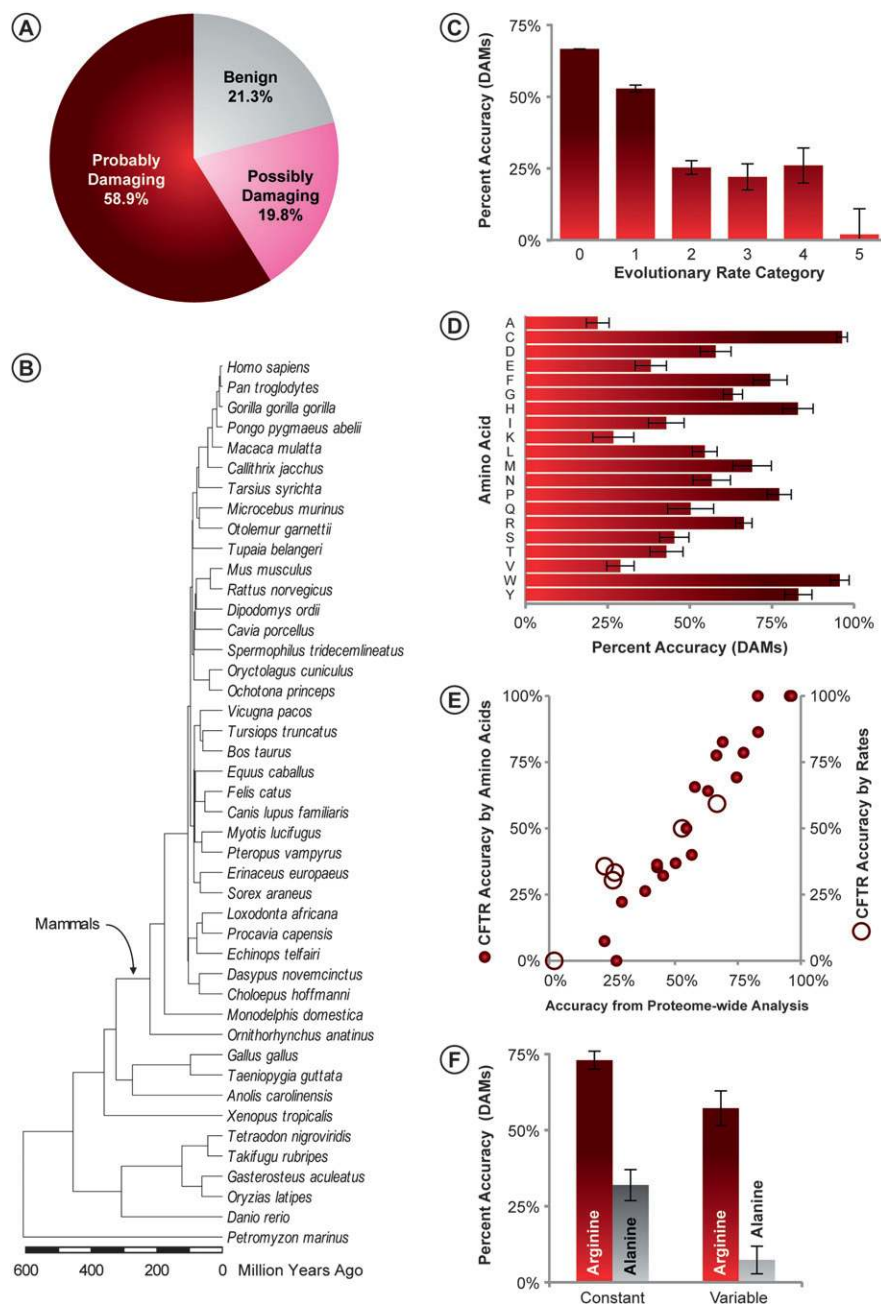 A
Benign
21.3%
Probably
Damaging
58.9%
Possibly
Damaging
19.8%
B
Homo sapiens
Pan troglodytes
Gorilla gorilla gorilla
Pongo pygmaeus abelii
Macaca mulatta
Callithrix jacchus
Tarsius syrichta
Microcebus murinus
Otolemur garnettii
Tupaia belangeri
Mus musculus
Rattus norvegicus
Dipodomys ordii
Cavia porcellus
Spermophilus tridecemlineatus
Oryctolagus cuniculus
Ochotona princeps
Vicugna pacos
Tursiops truncatus
Bos taurus
Equus caballus
Felis catus
Canis lupus familiaris
Myotis lucifugus
Pteropus vampyrus
Erinaceus europaeus
Sorex araneus
Loxodonta africana
Procavia capensis
Echinops telfairi
Dasypus novemcinctus
Choloepus hoffmanni
Monodelphis domestica
Ornithorhynchus anatinus
Gallus gallus
Taeniopygia guttata
Anolis carolinensis
Xenopus tropicalis
Tetraodon nigroviridis
Takifugu rubripes
Gasterosteus aculeatus
Oryzias latipes
Danio rerio
Petromyzon marinus
Mammals
600 400 200 0 Million Years Ago
C
Percent Accuracy (DAMs)
75%
50%
25%
0%
0 1 2 3 4 5
Evolutionary Rate Category
D
Amino Acid
A
C
D
E
F
G
H
I
K
L
M
N
P
Q
R
S
T
V
W
Y
0% 25% 50% 75% 100%
Percent Accuracy (DAMs)
E
CFTR Accuracy by Amino Acids
100%
75%
50%
25%
0%
100%
75%
50%
25%
0%
CFTR Accuracy by Rates
0% 25% 50% 75% 100%
Accuracy from Proteome-wide Analysis
F
Percent Accuracy (DAMs)
75%
50%
25%
0%
Arginine
Alanine
Arginine
Alanine
Constant Variable